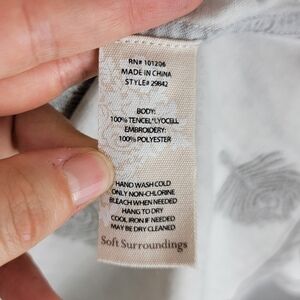 RN# 101206
MADE IN CHINA
STYLE# 29842
BODY:
100% TENCEL®LYOCELL
EMBROIDERY:
100% POLYESTER
HAND WASH COLD
ONLY NON-CHLORINE
BLEACH WHEN NEEDED
HANG TO DRY
COOL IRON IF NEEDED
MAY BE DRY CLEANED
Soft Surroundings